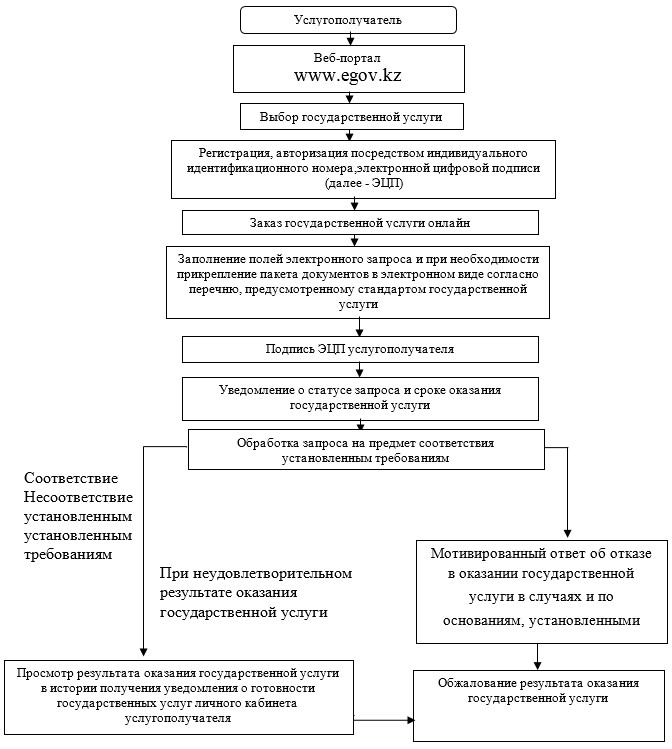 Услугополучатель
Веб-портал
www.egov.kz
Выбор государственной услуги
Регистрация, авторизация посредством индивидуального
идентификационного номера,электронной цифровой подписи
(далее - ЭЦП)
Заказ государственной услуги онлайн
Заполнение полей электронного запроса и при необходимости
прикрепление пакета документов в электронном виде согласно
перечню, предусмотренному стандартом государственной
услуги
Подпись ЭЦП услугополучателя
Уведомление о статусе запроса и сроке оказания
государственной услуги
Обработка запроса на предмет соответствия
установленным требованиям
Соответствие
Несоответствие
установленным
установленным
требованиям
При неудовлетворительном
результате оказания
государственной услуги
Мотивированный ответ об отказе
в оказании государственной
услуги в случаях и по
основаниям, установленными
Просмотр результата оказания государственной услуги
в истории получения уведомления о готовности
государственных услуг личного кабинета
услугополучателя
Обжалование результата оказания
государственной услуги